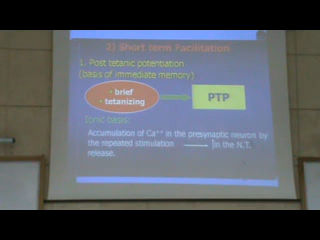 2) Short term Facilitation
1. Post tetanic potentiation
(basis of immediate memory)
• brief
• tetanizing
PTP
Ionic basis:
Accumulation of Ca++ in the presynaptic neuron by
the repeated stimulation → ↑in the N.T.
release.